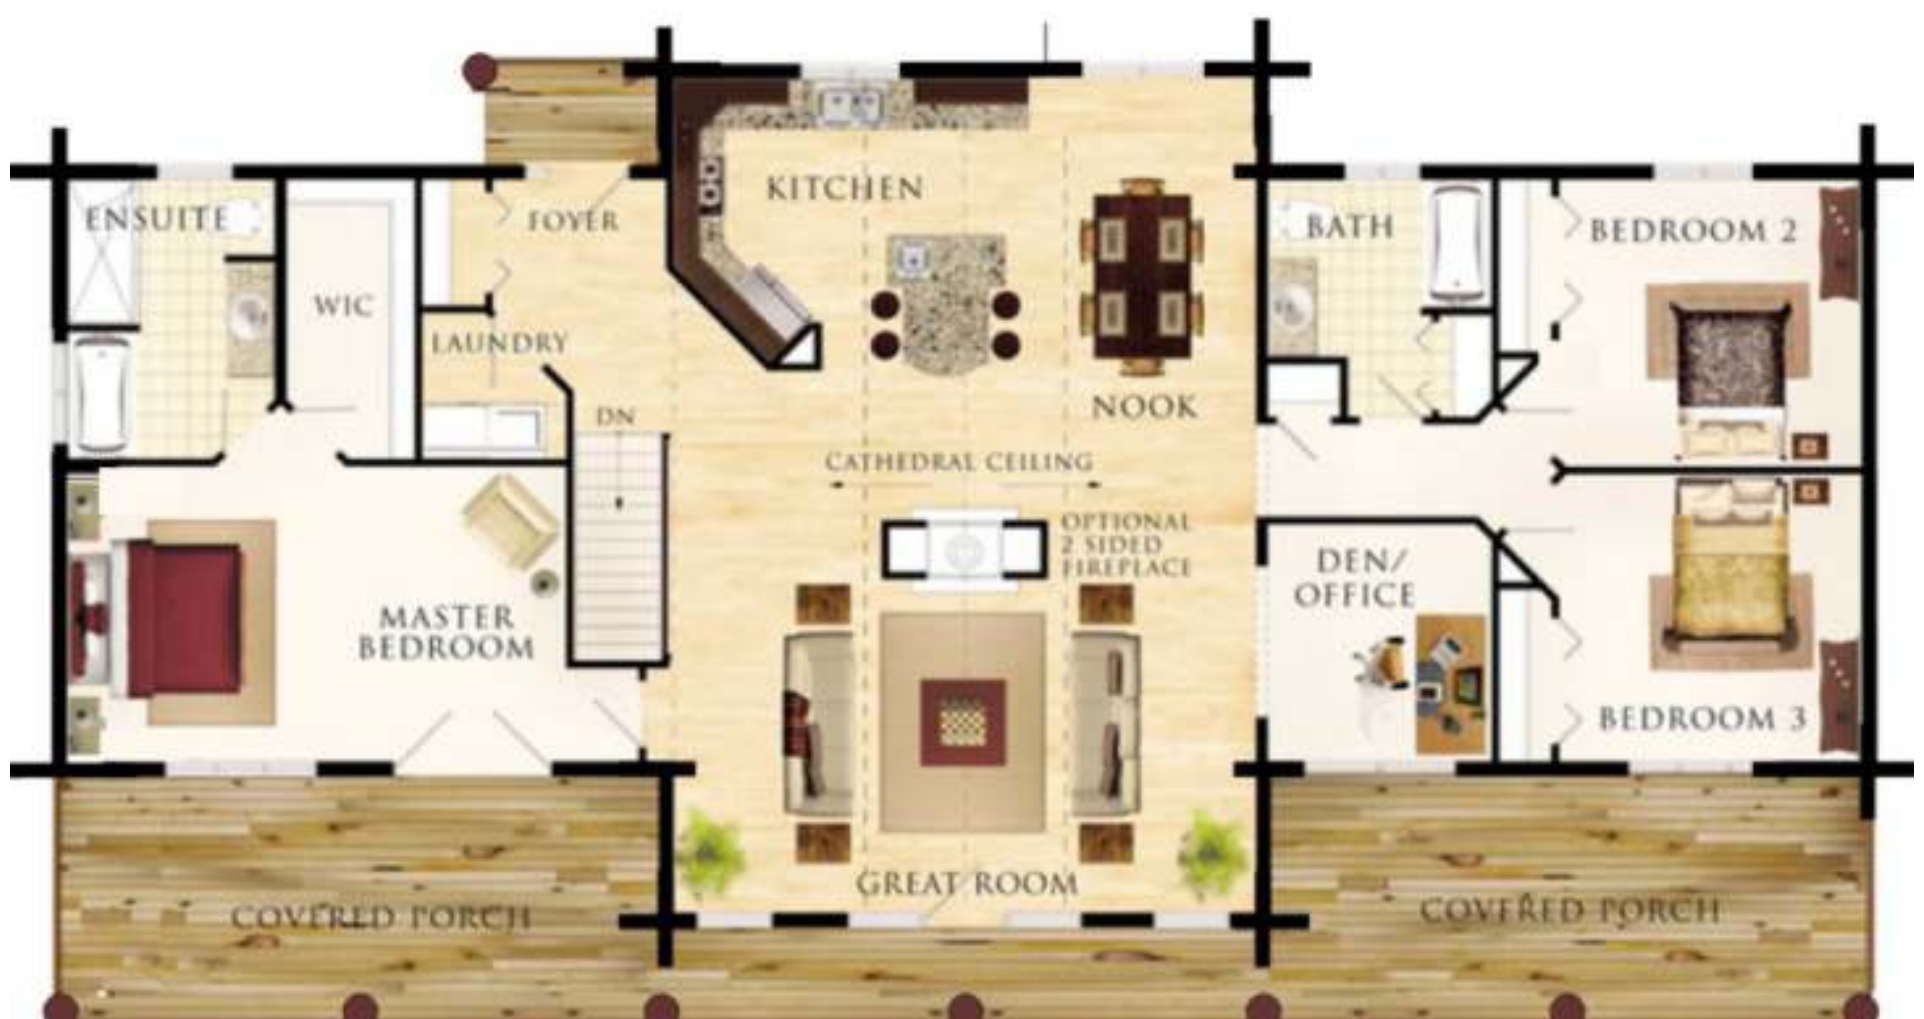 KITCHEN
ENSUITE
FOYER
BATH
BEDROOM 2
WIC
LAUNDRY
NOOK
DN
CATHEDRAL CEILING
OPTIONAL
2 SIDED
FIREPLACE
DEN/
OFFICE
MASTER
BEDROOM
BEDROOM 3
GREAT ROOM
COVERED PORCH
COVERED PORCH